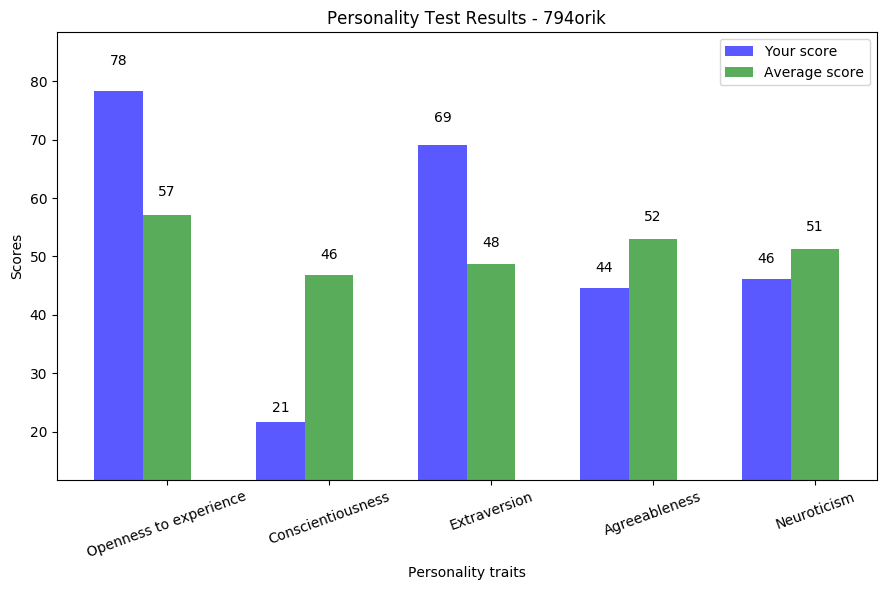 Personality Test Results - 794orik
Your score
Average score
78
57
21
46
69
48
44
52
46
51
80
70
60
50
40
30
20
Scores
Openness to experience
Conscientiousness
Extraversion
Agreeableness
Neuroticism
Personality traits